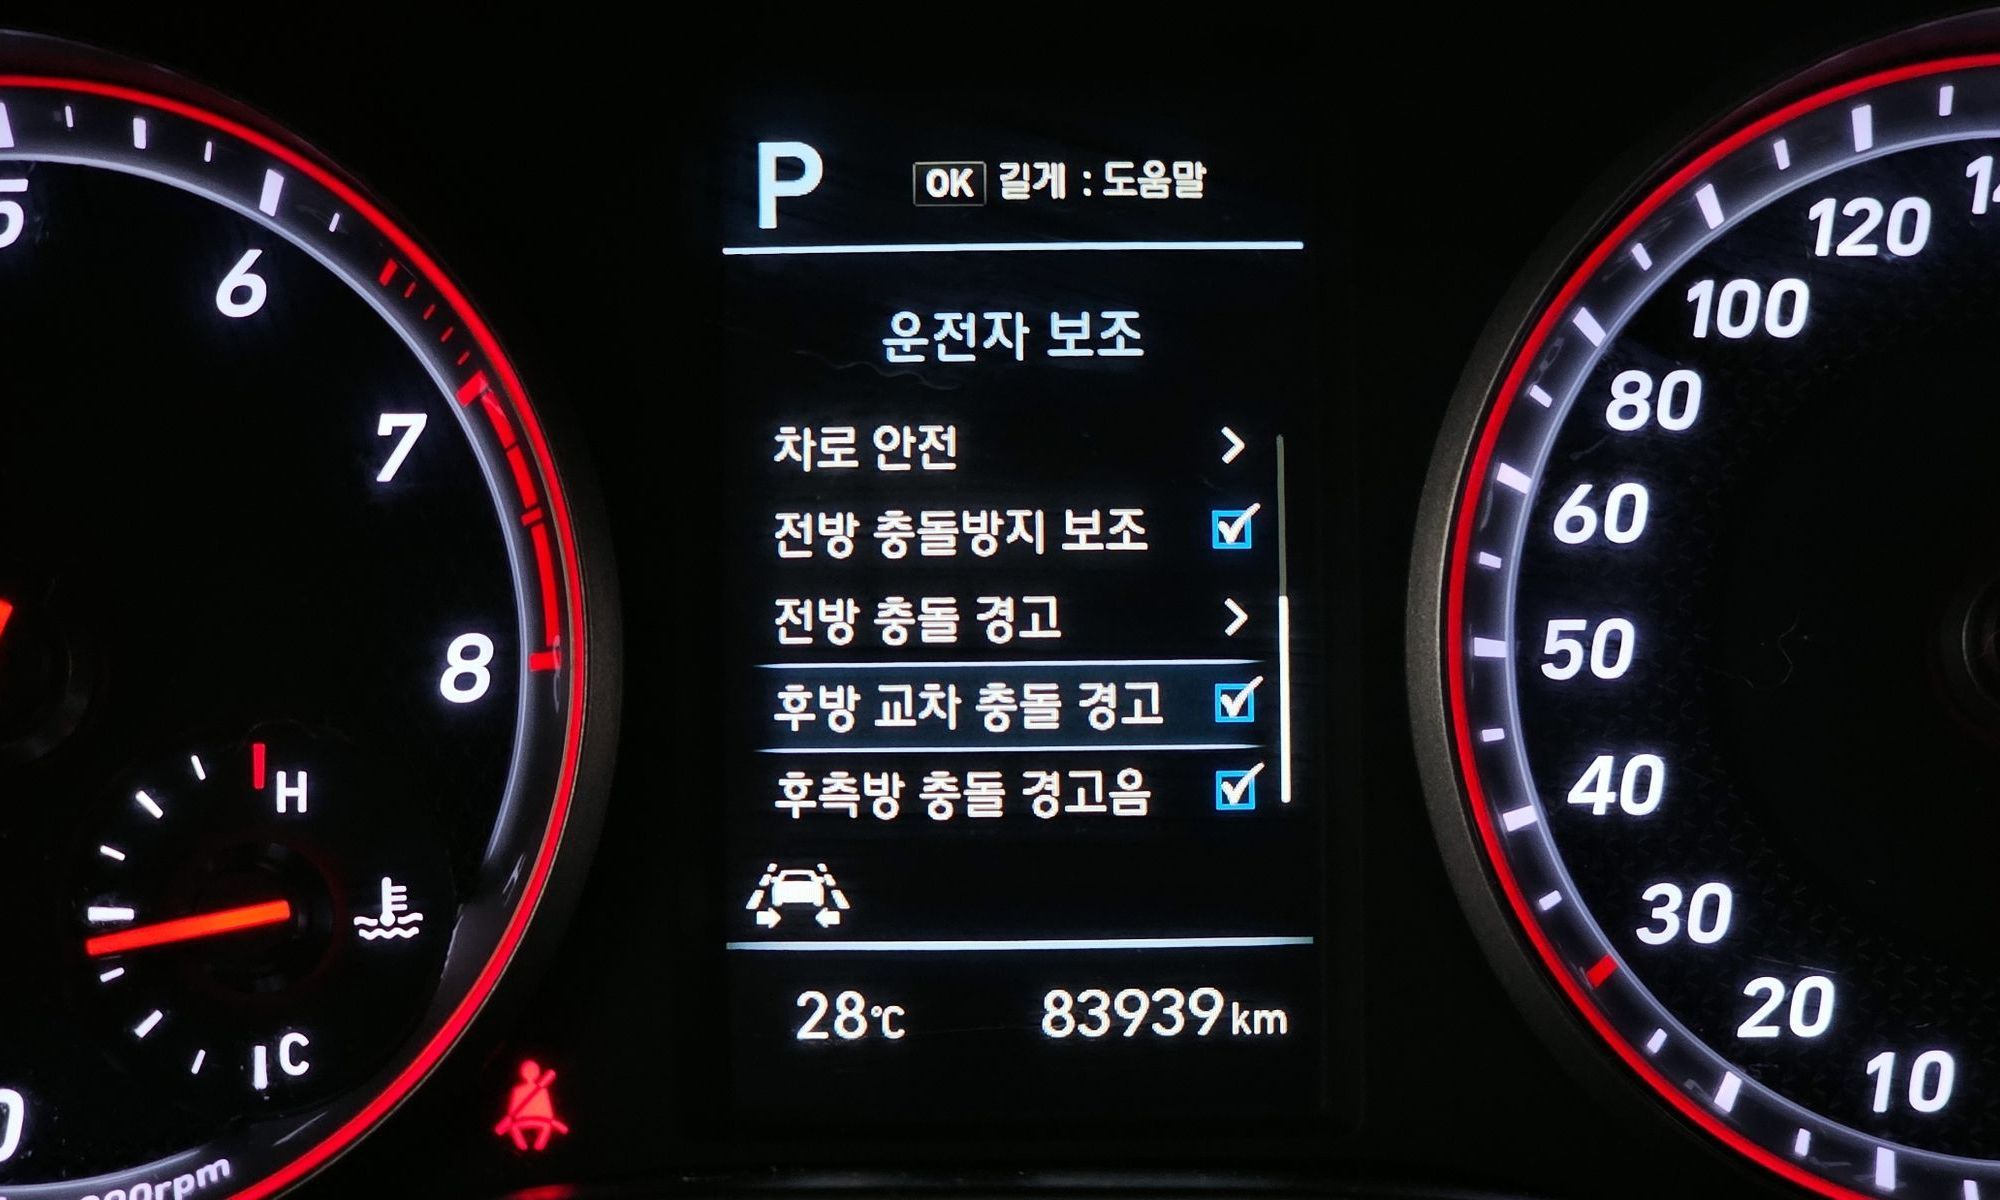 P
OK 길게 : 도움말
운전자 보조
차로 안전
전방 충돌방지 보조
전방 충돌 경고
후방 교차 충돌 경고
후측방 충돌 경고음
28℃ 83939km
5
6
7
8
H
C
120
100
80
60
50
40
30
20
10